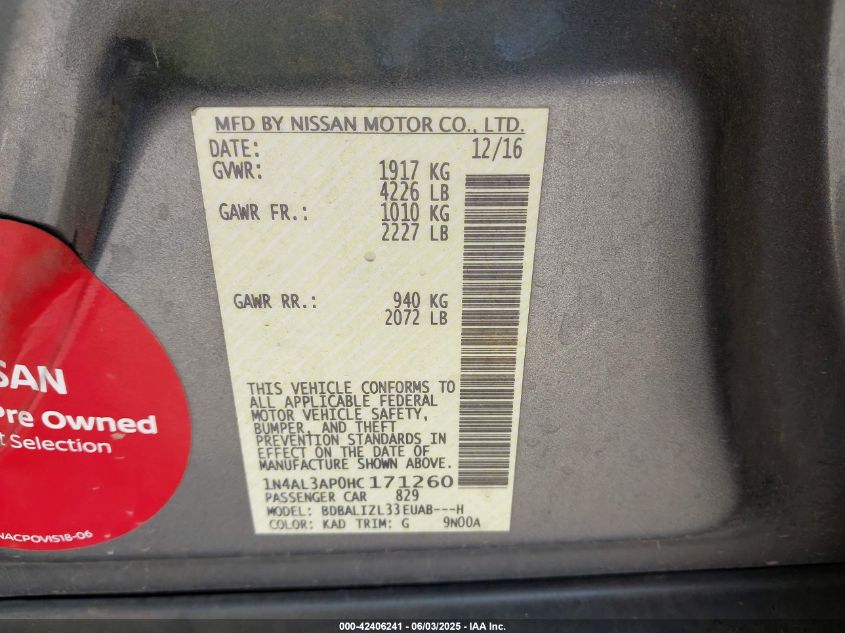 MFD BY NISSAN MOTOR CO., LTD.
DATE: 12/16
GVWR: 1917 KG
4226 LB
GAWR FR.: 1010 KG
2227 LB
GAWR RR.: 940 KG
2072 LB
THIS VEHICLE CONFORMS TO
ALL APPLICABLE FEDERAL
MOTOR VEHICLE SAFETY,
BUMPER, AND THEFT
PREVENTION STANDARDS IN
EFFECT ON THE DATE OF
MANUFACTURE SHOWN ABOVE.
1N4AL3AP0HC171260
PASSENGER CAR 829
MODEL: BDBALIZL33EUAB---H
COLOR: KAD TRIM: G 9N00A
SSAN
Pre Owned
t Selection
NACPOVIS18-06
000-42406241 - 06/03/2025 - IAA Inc.